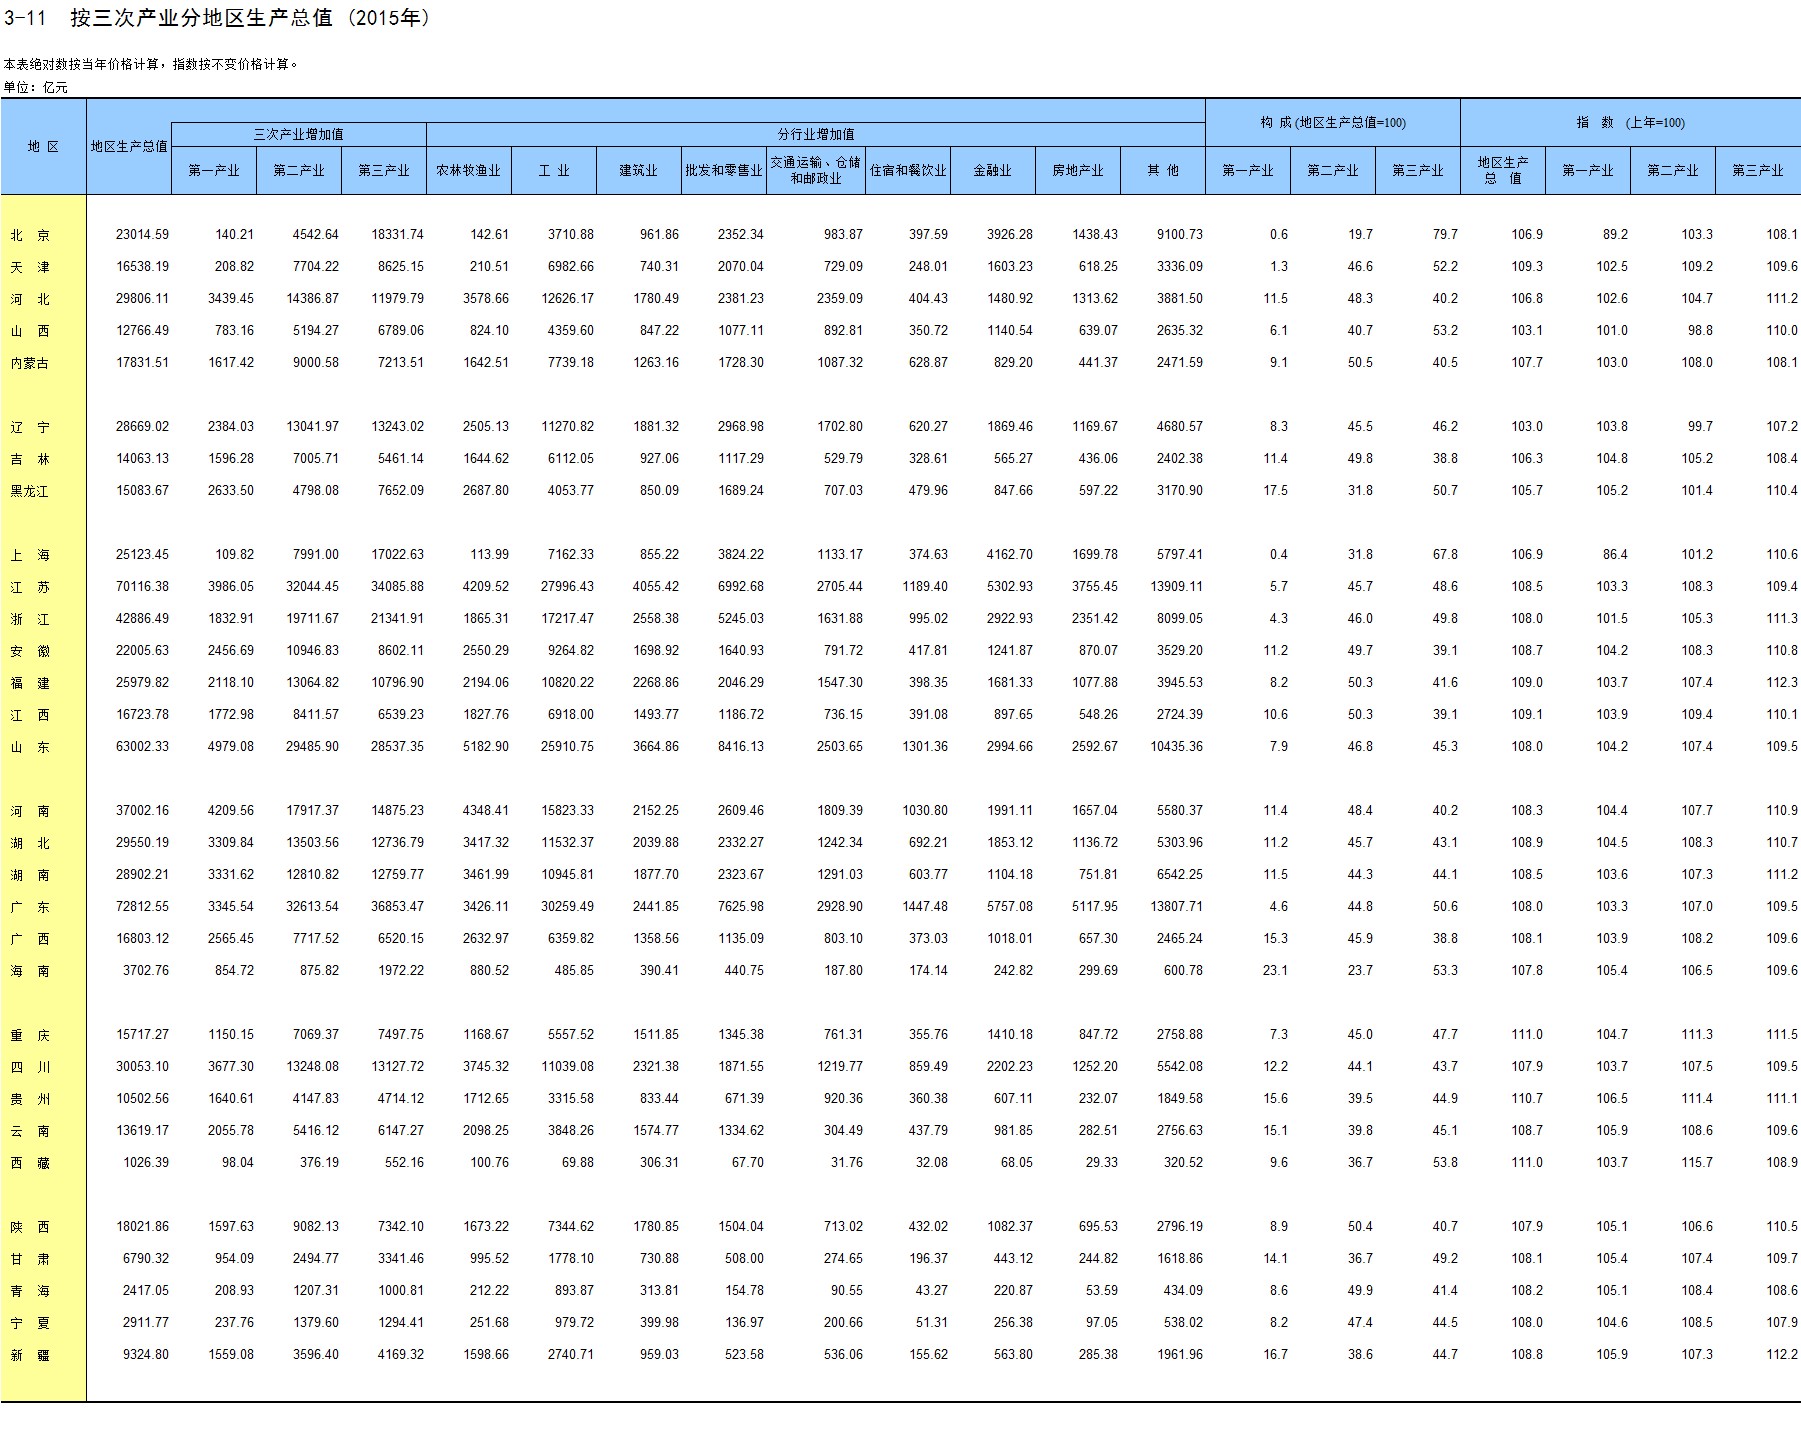 3-11 按三次产业分地区生产总值 (2015年)
本表绝对数按当年价格计算，指数按不变价格计算。
单位：亿元
地 区 地区生产总值 三次产业增加值 分行业增加值 构 成 (地区生产总值=100) 指 数 (上年=100)
第一产业 第二产业 第三产业 农林牧渔业 工 业 建筑业 批发和零售业 交通运输、仓储和邮政业 住宿和餐饮业 金融业 房地产业 其 他 第一产业 第二产业 第三产业 地区生产总 值 第一产业 第二产业 第三产业
北 京 23014.59 140.21 4542.64 18331.74 142.61 3710.88 961.86 2352.34 983.87 397.59 3926.28 1438.43 9100.73 0.6 19.7 79.7 106.9 89.2 103.3 108.1
天 津 16538.19 208.82 7704.22 8625.15 210.51 6982.66 740.31 2070.04 729.09 248.01 1603.23 618.25 3336.09 1.3 46.6 52.2 109.3 102.5 109.2 109.6
河 北 29806.11 3439.45 14386.87 11979.79 3578.66 12626.17 1780.49 2381.23 2359.09 404.43 1480.92 1313.62 3881.50 11.5 48.3 40.2 106.8 102.6 104.7 111.2
山 西 12766.49 783.16 5194.27 6789.06 824.10 4359.60 847.22 1077.11 892.81 350.72 1140.54 639.07 2635.32 6.1 40.7 53.2 103.1 101.0 98.8 110.0
内蒙古 17831.51 1617.42 9000.58 7213.51 1642.51 7739.18 1263.16 1728.30 1087.32 628.87 829.20 441.37 2471.59 9.1 50.5 40.5 107.7 103.0 108.0 108.1
辽 宁 28669.02 2384.03 13041.97 13243.02 2505.13 11270.82 1881.32 2968.98 1702.80 620.27 1869.46 1169.67 4680.57 8.3 45.5 46.2 103.0 103.8 99.7 107.2
吉 林 14063.13 1596.28 7005.71 5461.14 1644.62 6112.05 927.06 1117.29 529.79 328.61 565.27 436.06 2402.38 11.4 49.8 38.8 106.3 104.8 105.2 108.4
黑龙江 15083.67 2633.50 4798.08 7652.09 2687.80 4053.77 850.09 1689.24 707.03 479.96 847.66 597.22 3170.90 17.5 31.8 50.7 105.7 105.2 101.4 110.4
上 海 25123.45 109.82 7991.00 17022.63 113.99 7162.33 855.22 3824.22 1133.17 374.63 4162.70 1699.78 5797.41 0.4 31.8 67.8 106.9 86.4 101.2 110.6
江 苏 70116.38 3986.05 32044.45 34085.88 4209.52 27996.43 4055.42 6992.68 2705.44 1189.40 5302.93 3755.45 13909.11 5.7 45.7 48.6 108.5 103.3 108.3 109.4
浙 江 42886.49 1832.91 19711.67 21341.91 1865.31 17217.47 2558.38 5245.03 1631.88 995.02 2922.93 2351.42 8099.05 4.3 46.0 49.8 108.0 101.5 105.3 111.3
安 徽 22005.63 2456.69 10946.83 8602.11 2550.29 9264.82 1698.92 1640.93 791.72 417.81 1241.87 870.07 3529.20 11.2 49.7 39.1 108.7 104.2 108.3 110.8
福 建 25979.82 2118.10 13064.82 10796.90 2194.06 10820.22 2268.86 2046.29 1547.30 398.35 1681.33 1077.88 3945.53 8.2 50.3 41.6 109.0 103.7 107.4 112.3
江 西 16723.78 1772.98 8411.57 6539.23 1827.76 6918.00 1493.77 1186.72 736.15 391.08 897.65 548.26 2724.39 10.6 50.3 39.1 109.1 103.9 109.4 110.1
山 东 63002.33 4979.08 29485.90 28537.35 5182.90 25910.75 3664.86 8416.13 2503.65 1301.36 2994.66 2592.67 10435.36 7.9 46.8 45.3 108.0 104.2 107.4 109.5
河 南 37002.16 4209.56 17917.37 14875.23 4348.41 15823.33 2152.25 2609.46 1809.39 1030.80 1991.11 1657.04 5580.37 11.4 48.4 40.2 108.3 104.4 107.7 110.9
湖 北 29550.19 3309.84 13503.56 12736.79 3417.32 11532.37 2039.88 2332.27 1242.34 692.21 1853.12 1136.72 5303.96 11.2 45.7 43.1 108.9 104.5 108.3 110.7
湖 南 28902.21 3331.62 12810.82 12759.77 3461.99 10945.81 1877.70 2323.67 1291.03 603.77 1104.18 751.81 6542.25 11.5 44.3 44.1 108.5 103.6 107.3 111.2
广 东 72812.55 3345.54 32613.54 36853.47 3426.11 30259.49 2441.85 7625.98 2928.90 1447.48 5757.08 5117.95 13807.71 4.6 44.8 50.6 108.0 103.3 107.0 109.5
广 西 16803.12 2565.45 7717.52 6520.15 2632.97 6359.82 1358.56 1135.09 803.10 373.03 1018.01 657.30 2465.24 15.3 45.9 38.8 108.1 103.9 108.2 109.6
海 南 3702.76 854.72 875.82 1972.22 880.52 485.85 390.41 440.75 187.80 174.14 242.82 299.69 600.78 23.1 23.7 53.3 107.8 105.4 106.5 109.6
重 庆 15717.27 1150.15 7069.37 7497.75 1168.67 5557.52 1511.85 1345.38 761.31 355.76 1410.18 847.72 2758.88 7.3 45.0 47.7 111.0 104.7 111.3 111.5
四 川 30053.10 3677.30 13248.08 13127.72 3745.32 11039.08 2321.38 1871.55 1219.77 859.49 2202.23 1252.20 5542.08 12.2 44.1 43.7 107.9 103.7 107.5 109.5
贵 州 10502.56 1640.61 4147.83 4714.12 1712.65 3315.58 833.44 671.39 920.36 360.38 607.11 232.07 1849.58 15.6 39.5 44.9 110.7 106.5 111.4 111.1
云 南 13619.17 2055.78 5416.12 6147.27 2098.25 3848.26 1574.77 1334.62 304.49 437.79 981.85 282.51 2756.63 15.1 39.8 45.1 108.7 105.9 108.6 109.6
西 藏 1026.39 98.04 376.19 552.16 100.76 69.88 306.31 67.70 31.76 32.08 68.05 29.33 320.52 9.6 36.7 53.8 111.0 103.7 115.7 108.9
陕 西 18021.86 1597.63 9082.13 7342.10 1673.22 7344.62 1780.85 1504.04 713.02 432.02 1082.37 695.53 2796.19 8.9 50.4 40.7 107.9 105.1 106.6 110.5
甘 肃 6790.32 954.09 2494.77 3341.46 995.52 1778.10 730.88 508.00 274.65 196.37 443.12 244.82 1618.86 14.1 36.7 49.2 108.1 105.4 107.4 109.7
青 海 2417.05 208.93 1207.31 1000.81 212.22 893.87 313.81 154.78 90.55 43.27 220.87 53.59 434.09 8.6 49.9 41.4 108.2 105.1 108.4 108.6
宁 夏 2911.77 237.76 1379.60 1294.41 251.68 979.72 399.98 136.97 200.66 51.31 256.38 97.05 538.02 8.2 47.4 44.5 108.0 104.6 108.5 107.9
新 疆 9324.80 1559.08 3596.40 4169.32 1598.66 2740.71 959.03 523.58 536.06 155.62 563.80 285.38 1961.96 16.7 38.6 44.7 108.8 105.9 107.3 112.2